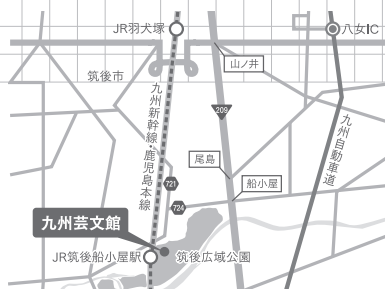 JR羽犬塚
八女IC
山ノ井
筑後市
209
九州新幹線・鹿児島本線
九州自動車道
尾島
721
船小屋
724
九州芸文館
JR筑後船小屋駅
筑後広域公園